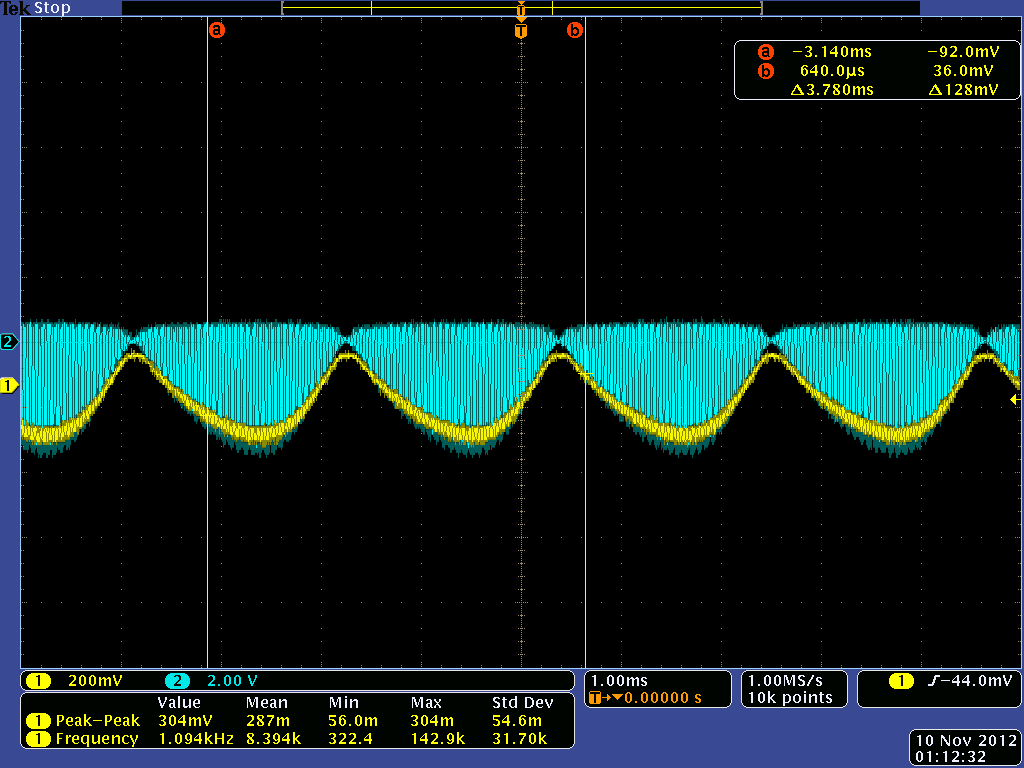 Tek Stop
T
a T b
a −3.140ms −92.0mV
b 640.0µs 36.0mV
Δ3.780ms Δ128mV
2
1
1 200mV 2 2.00 V 1.00ms 1.00MS/s 1 -44.0mV
T→▼0.00000 s 10k points
Value Mean Min Max Std Dev
1 Peak−Peak 304mV 287m 56.0m 304m 54.6m
1 Frequency 1.094kHz 8.394k 322.4 142.9k 31.70k
10 Nov 2012
01:12:32